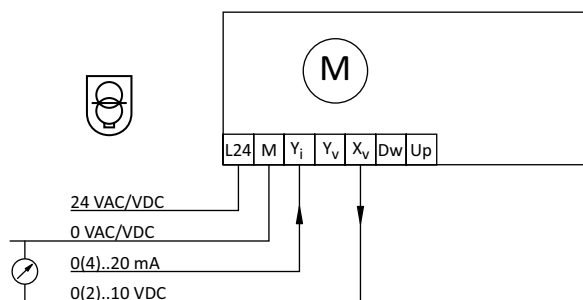 M
L24 M Yi Yv Xv Dw Up
24 VAC/VDC
0 VAC/VDC
0(4)..20 mA
0(2)..10 VDC